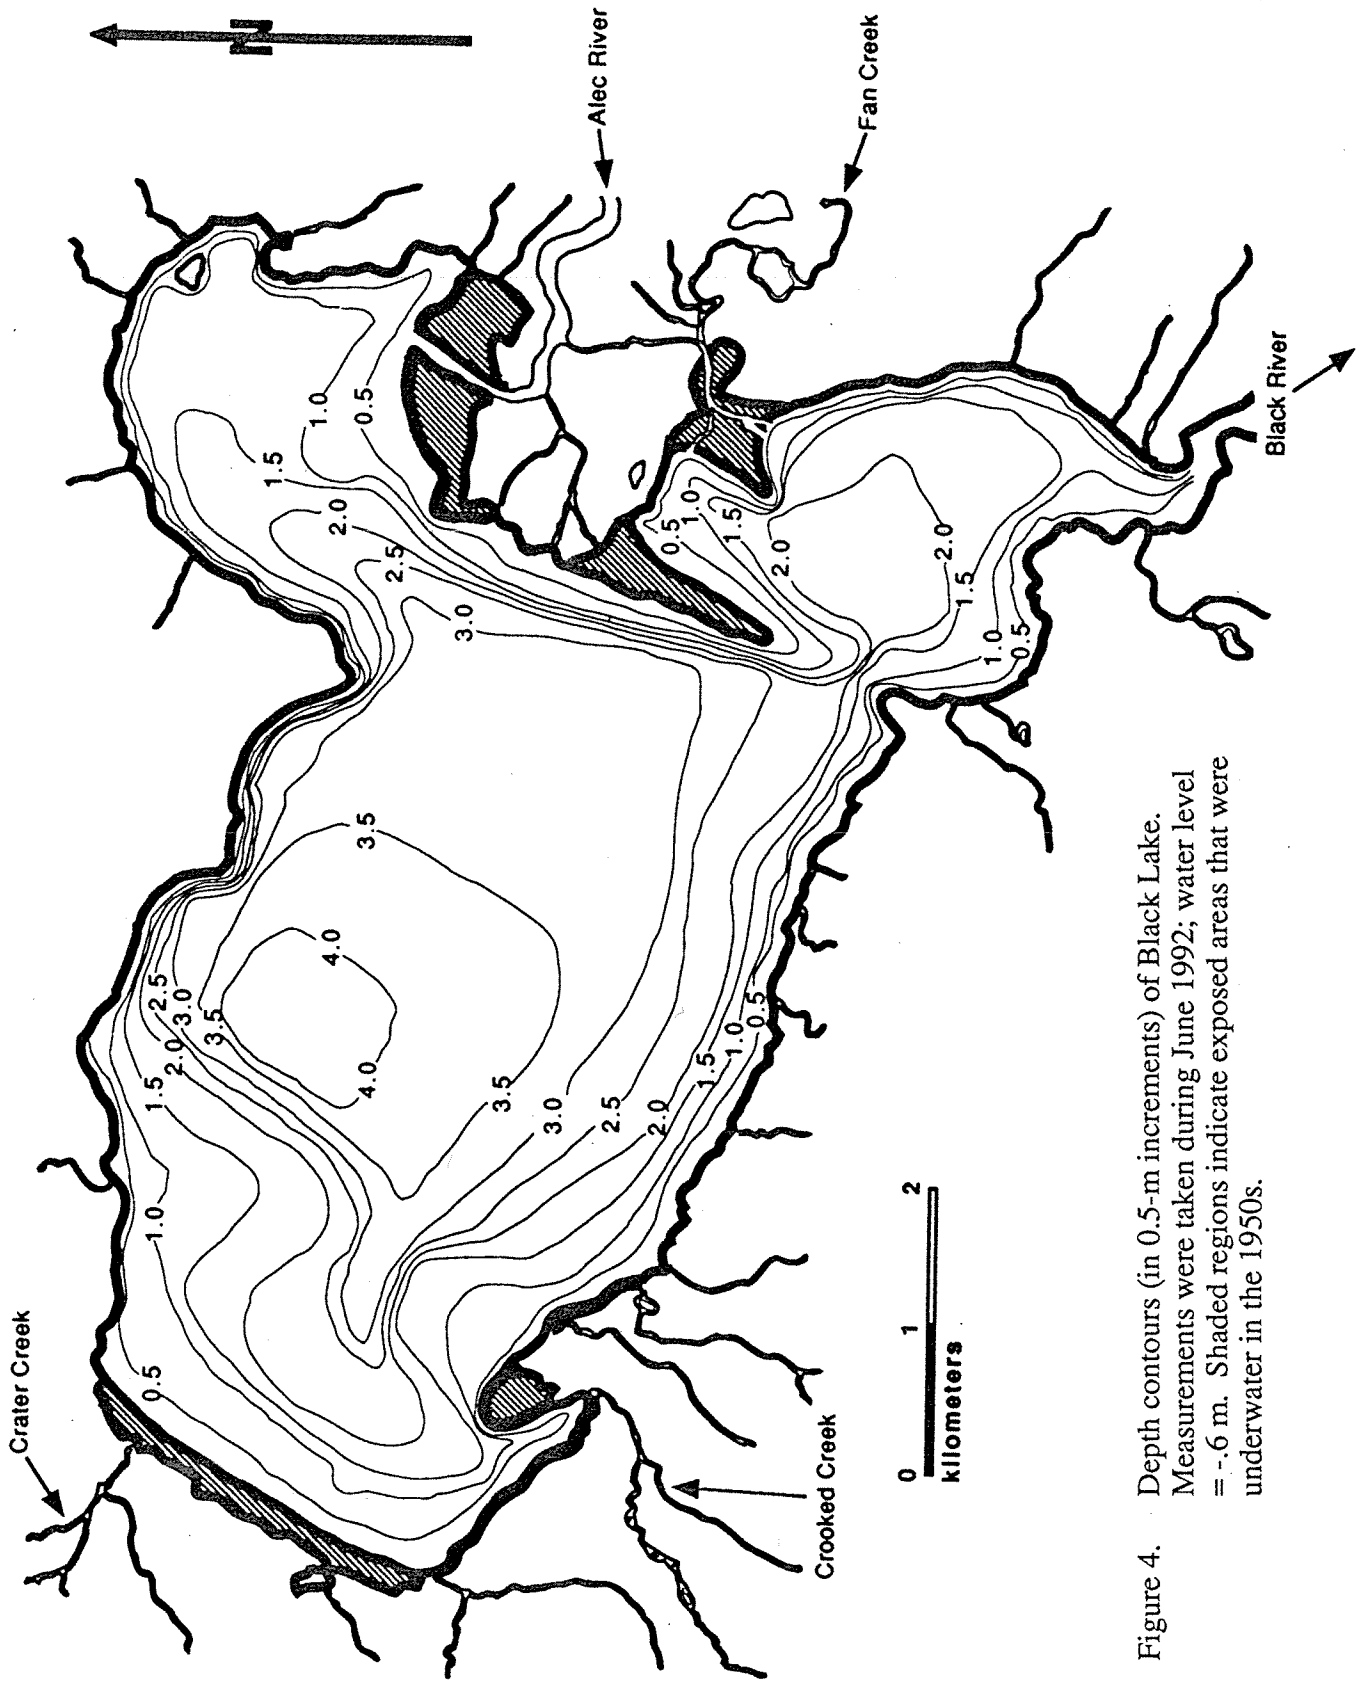 N
Crater Creek
Alec River
Fan Creek
Black River
Crooked Creek
0.5
1.0
1.5
2.0
2.5
3.0
3.5
4.0
4.0
3.5
3.5
3.0
2.5
2.0
1.5
1.0
0.5
3.0
2.5
2.0
1.5
1.0
0.5
0.5
1.0
1.5
2.0
2.0
1.5
1.0
0.5
0 1 2
kilometers
Figure 4. Depth contours (in 0.5-m increments) of Black Lake.
Measurements were taken during June 1992; water level
= -.6 m. Shaded regions indicate exposed areas that were
underwater in the 1950s.